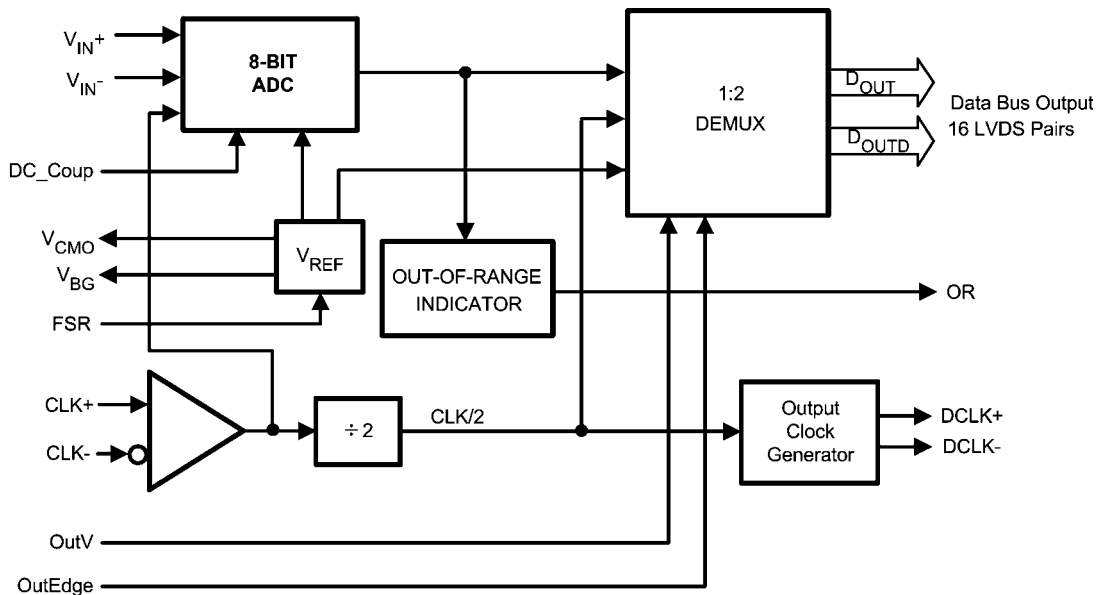 V_IN+
V_IN-
8-BIT
ADC
1:2
DEMUX
D_OUT
D_OUTD
Data Bus Output
16 LVDS Pairs
DC_Coup
V_CMO
V_BG
V_REF
FSR
OUT-OF-RANGE
INDICATOR
OR
CLK+
CLK-
÷ 2
CLK/2
Output
Clock
Generator
DCLK+
DCLK-
OutV
OutEdge